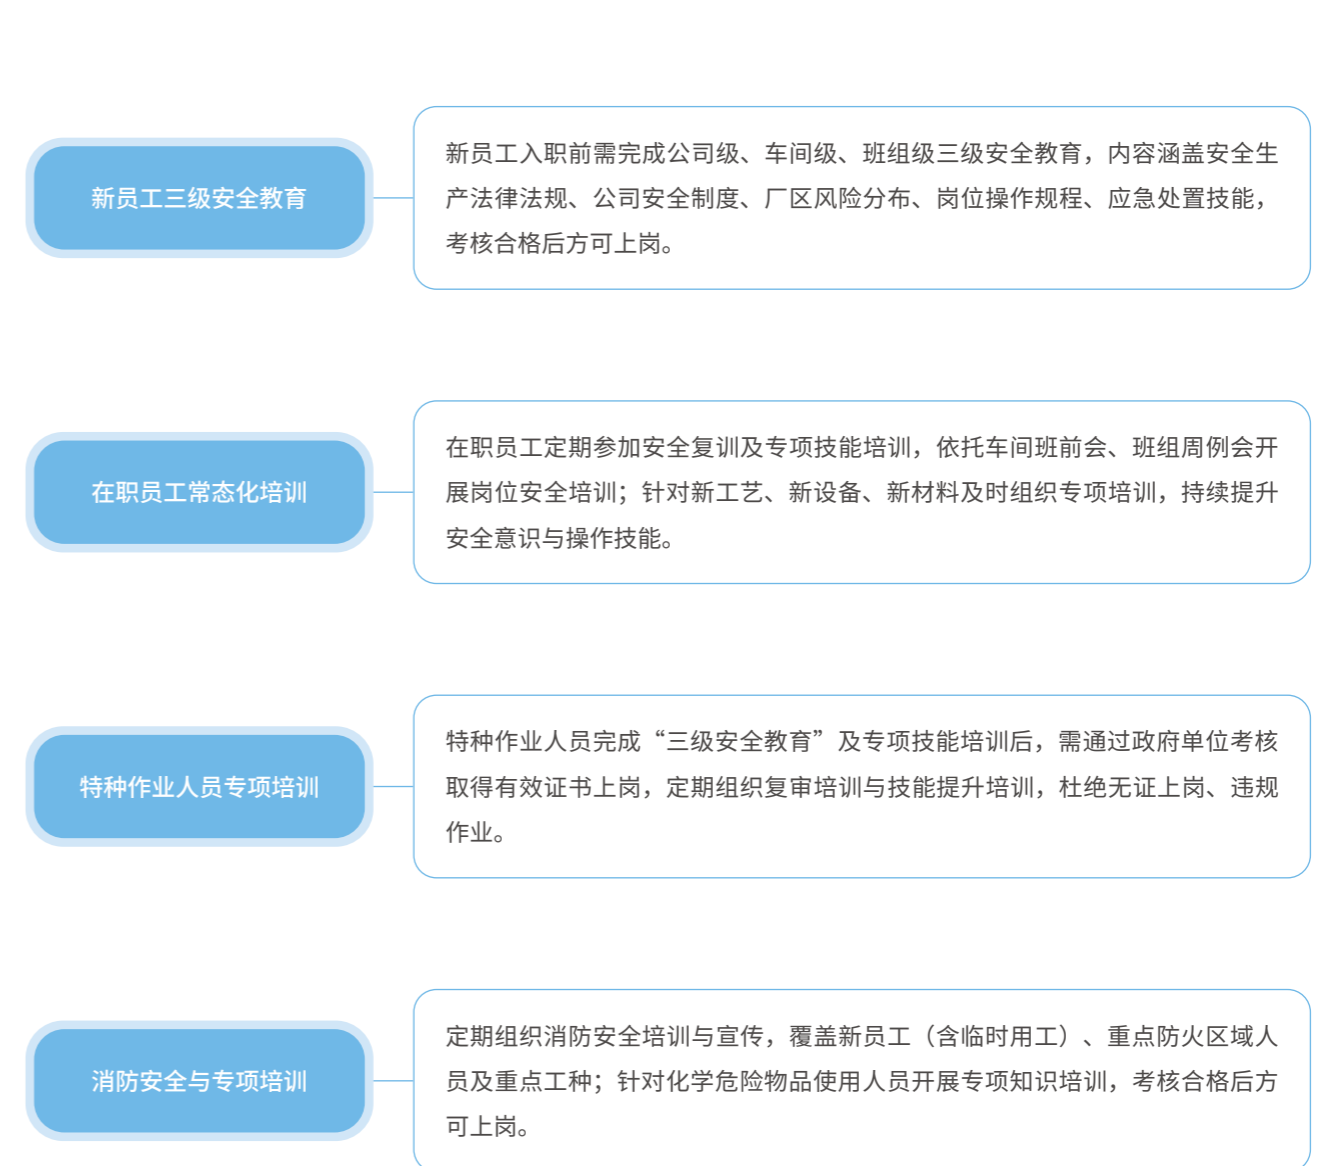 新员工三级安全教育
新员工入职前需完成公司级、车间级、班组级三级安全教育，内容涵盖安全生
产法律法规、公司安全制度、厂区风险分布、岗位操作规程、应急处置技能，
考核合格后方可上岗。
在职员工常态化培训
在职员工定期参加安全复训及专项技能培训，依托车间班前会、班组周例会开
展岗位安全培训；针对新工艺、新设备、新材料及时组织专项培训，持续提升
安全意识与操作技能。
特种作业人员专项培训
特种作业人员完成“三级安全教育”及专项技能培训后，需通过政府单位考核
取得有效证书上岗，定期组织复审培训与技能提升培训，杜绝无证上岗、违规
作业。
消防安全与专项培训
定期组织消防安全培训与宣传，覆盖新员工（含临时用工）、重点防火区域人
员及重点工种；针对化学危险物品使用人员开展专项知识培训，考核合格后方
可上岗。